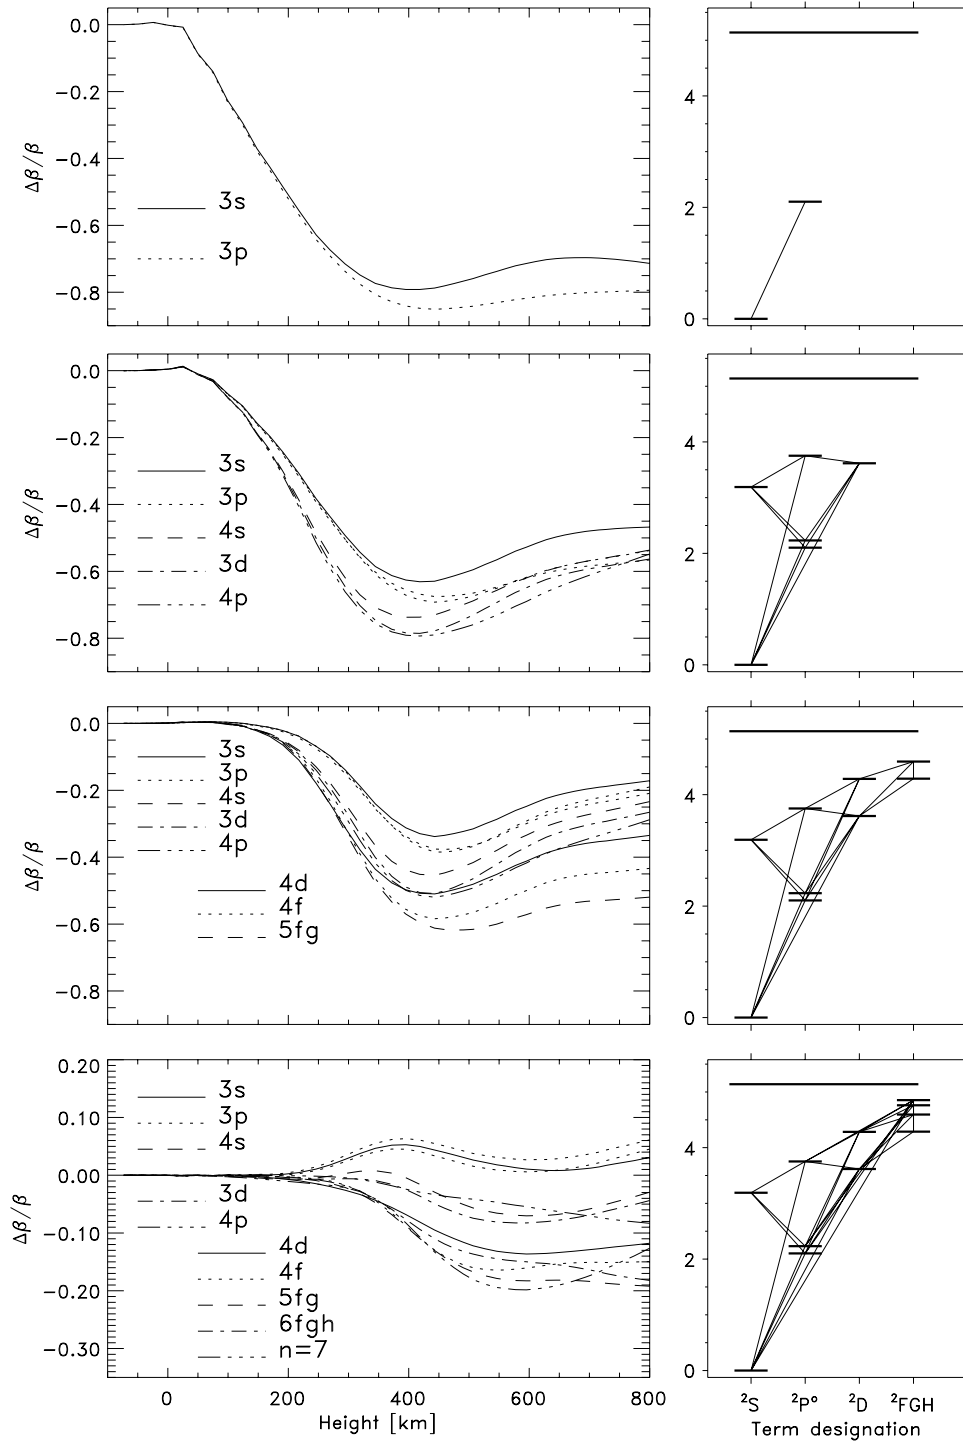 0.0
-0.2
-0.4
-0.6
-0.8
Δβ/β
3s
3p
4
2
0
0.0
-0.2
-0.4
-0.6
-0.8
Δβ/β
3s
3p
4s
3d
4p
4
2
0
0.0
-0.2
-0.4
-0.6
-0.8
Δβ/β
3s
3p
4s
3d
4p
4d
4f
5fg
4
2
0
0.20
0.10
0.00
-0.10
-0.20
-0.30
Δβ/β
3s
3p
4s
3d
4p
4d
4f
5fg
6fgh
n=7
0 200 400 600 800
Height [km]
4
2
0
²S ²Pᵒ ²D ²FGH
Term designation